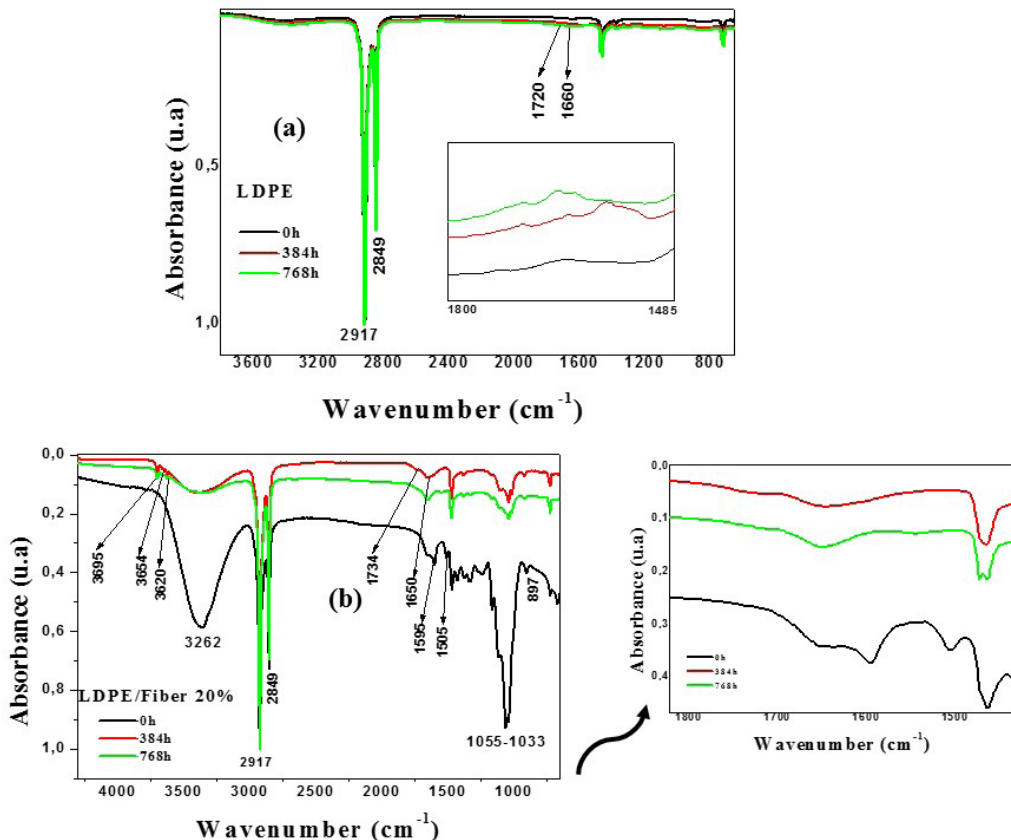 (a)
1720
1660
Absorbance (u.a)
0,5
LDPE
0h
384h
768h
2849
1800
1485
1,0
2917
3600
3200
2800
2400
2000
1600
1200
800
Wavenumber (cm-1)
0,0
0,2
0,4
0,6
0,8
1,0
Absorbance (u.a)
3695
3654
3620
3262
(b)
1734
1650
1595
1505
897
2849
LDPE/Fiber 20%
0h
384h
768h
2917
1055-1033
4000
3500
3000
2500
2000
1500
1000
Wavenumber (cm-1)
0,0
0,1
0,2
0,3
0,4
Absorbance (u.a)
0h
384h
768h
1800
1700
1600
1500
Wavenumber (cm-1)